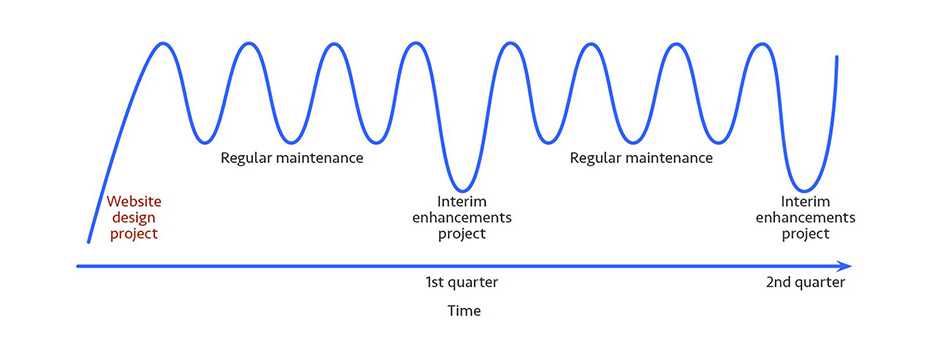 Regular maintenance
Regular maintenance
Website
design
project
Interim
enhancements
project
Interim
enhancements
project
1st quarter
2nd quarter
Time